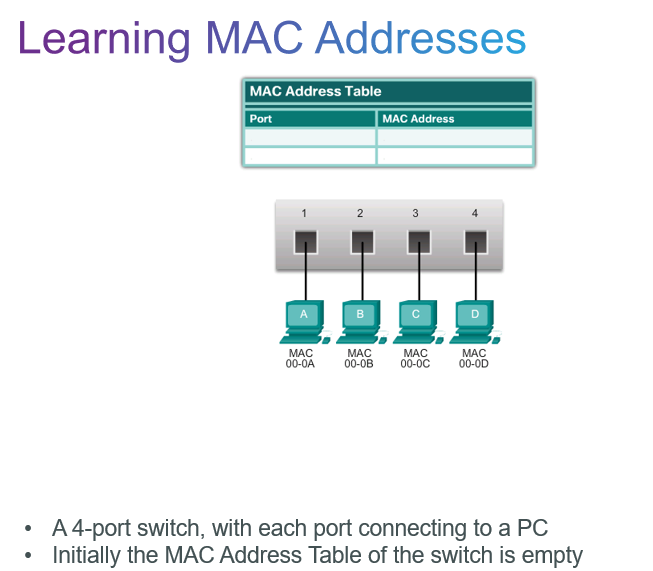 Learning MAC Addresses
MAC Address Table
Port MAC Address
1 2 3 4
A B C D
MAC MAC MAC MAC
00-0A 00-0B 00-0C 00-0D
• A 4-port switch, with each port connecting to a PC
• Initially the MAC Address Table of the switch is empty